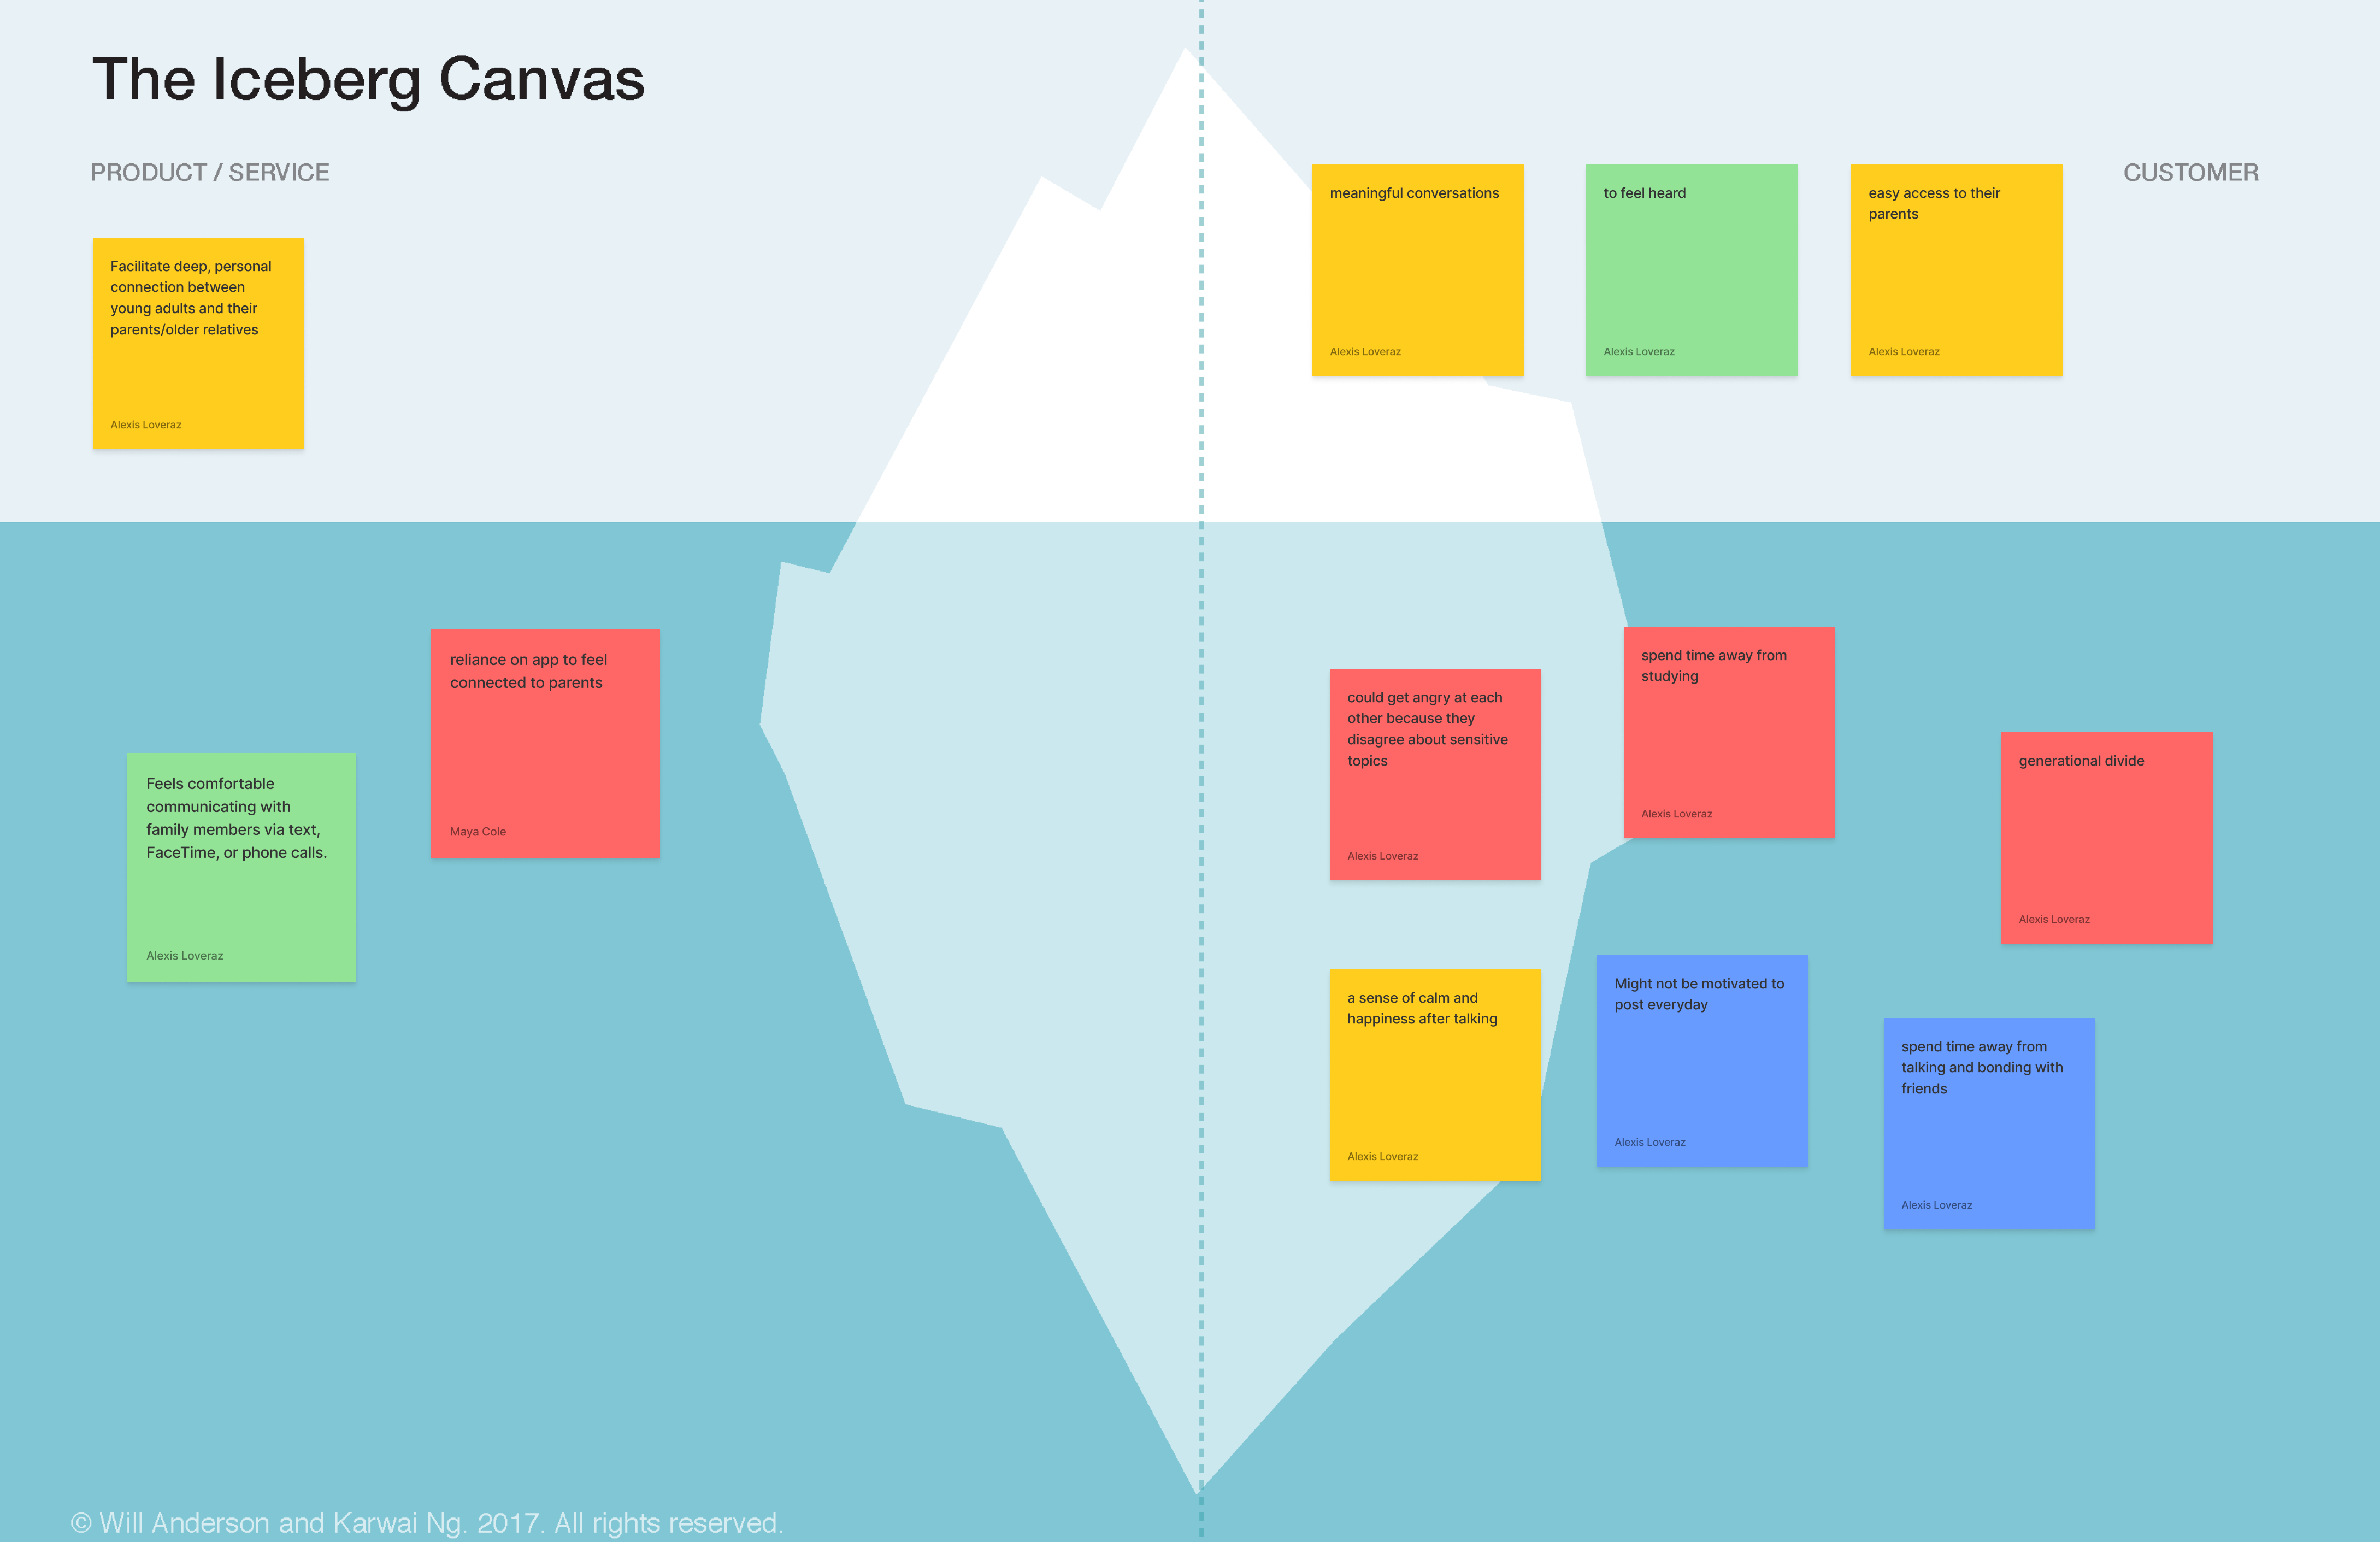 The Iceberg Canvas
PRODUCT / SERVICE
CUSTOMER
Facilitate deep, personal
connection between
young adults and their
parents/older relatives
Alexis Loveraz
meaningful conversations
Alexis Loveraz
to feel heard
Alexis Loveraz
easy access to their
parents
Alexis Loveraz
reliance on app to feel
connected to parents
Maya Cole
Feels comfortable
communicating with
family members via text,
FaceTime, or phone calls.
Alexis Loveraz
could get angry at each
other because they
disagree about sensitive
topics
Alexis Loveraz
spend time away from
studying
Alexis Loveraz
generational divide
Alexis Loveraz
a sense of calm and
happiness after talking
Alexis Loveraz
Might not be motivated to
post everyday
Alexis Loveraz
spend time away from
talking and bonding with
friends
Alexis Loveraz
© Will Anderson and Karwai Ng. 2017. All rights reserved.